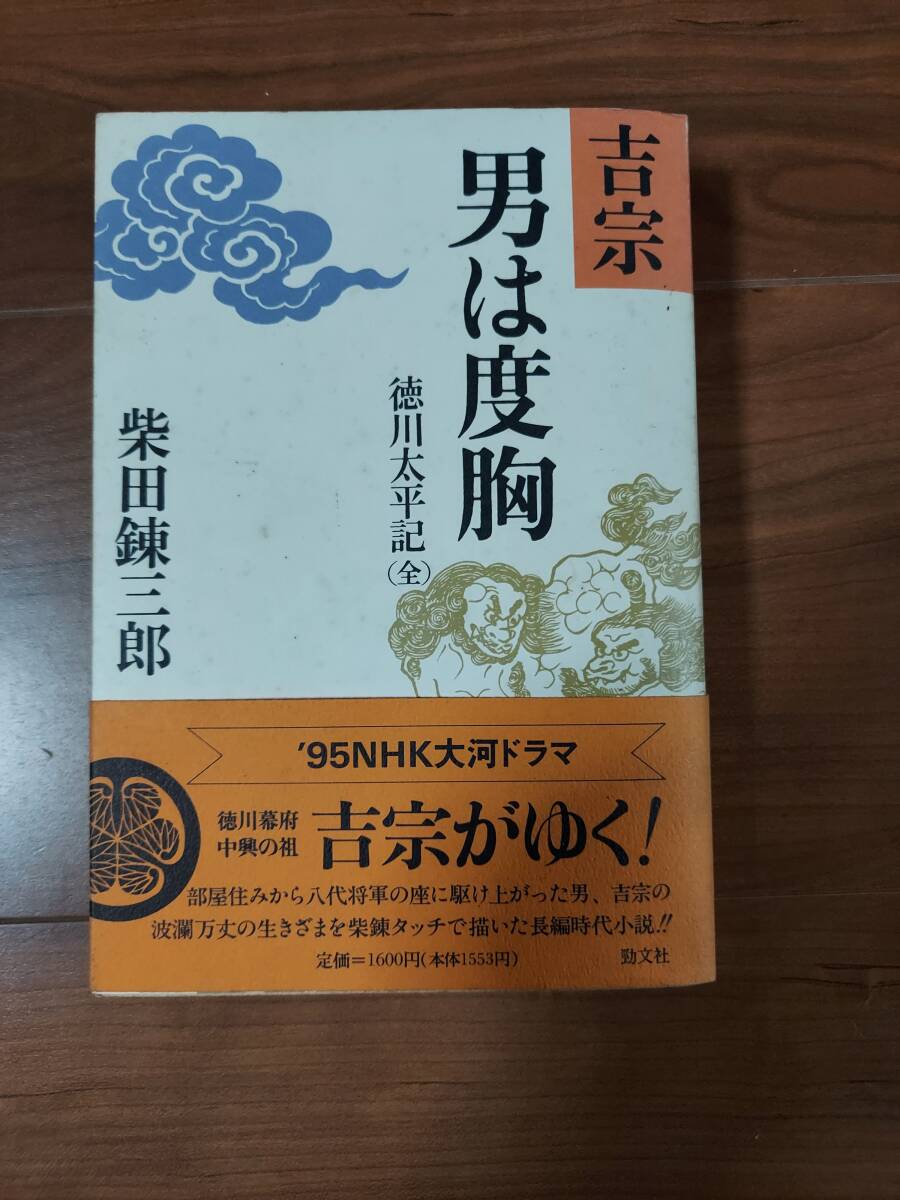 吉宗
男は度胸
徳川太平記(全)
柴田錬三郎
'95NHK大河ドラマ
徳川幕府
中興の祖
吉宗がゆく!
部屋住みから八代将軍の座に駆け上がった男、吉宗の
波瀾万丈の生きざまを柴錬タッチで描いた長編時代小説!!
定価=1600円(本体1553円)
勁文社